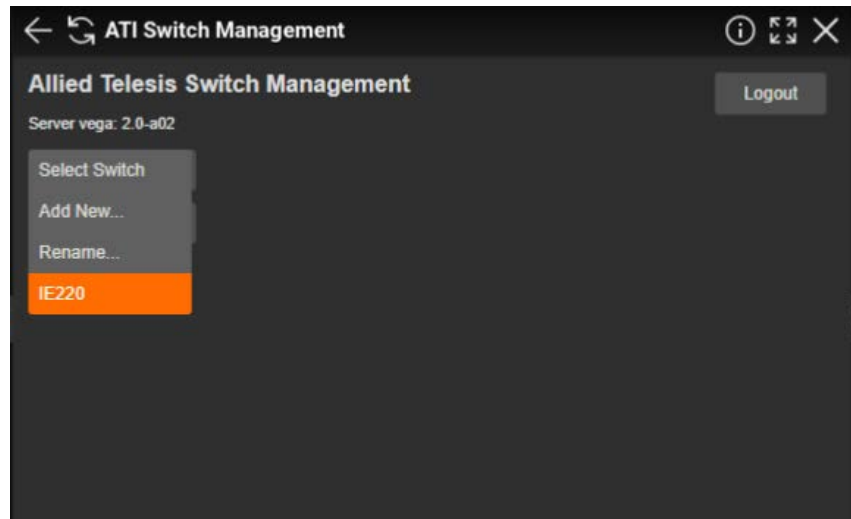 ATI Switch Management
Allied Telesis Switch Management
Logout
Server vega: 2.0-a02
Select Switch
Add New...
Rename...
IE220